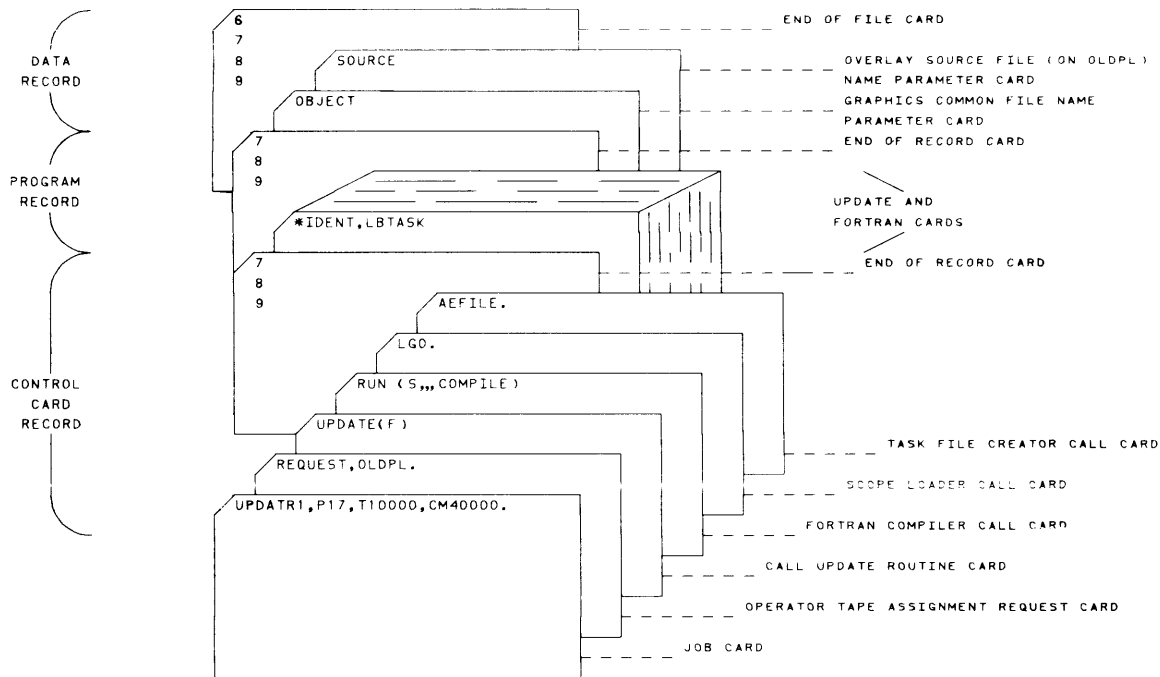 6
7
8
9
END OF FILE CARD
DATA
RECORD
SOURCE
OVERLAY SOURCE FILE (ON OLDPL)
NAME PARAMETER CARD
OBJECT
GRAPHICS COMMON FILE NAME
PARAMETER CARD
7
8
9
END OF RECORD CARD
PROGRAM
RECORD
UPDATE AND
FORTRAN CARDS
*IDENT,LBTASK
7
8
9
END OF RECORD CARD
AEFILE.
LGO.
CONTROL
CARD
RECORD
RUN (S,,,COMPILE)
UPDATE(F)
TASK FILE CREATOR CALL CARD
REQUEST,OLDPL.
SCOPE LOADER CALL CARD
UPDATR1,P17,T10000,CM40000.
FORTRAN COMPILER CALL CARD
CALL UPDATE ROUTINE CARD
OPERATOR TAPE ASSIGNMENT REQUEST CARD
JOB CARD